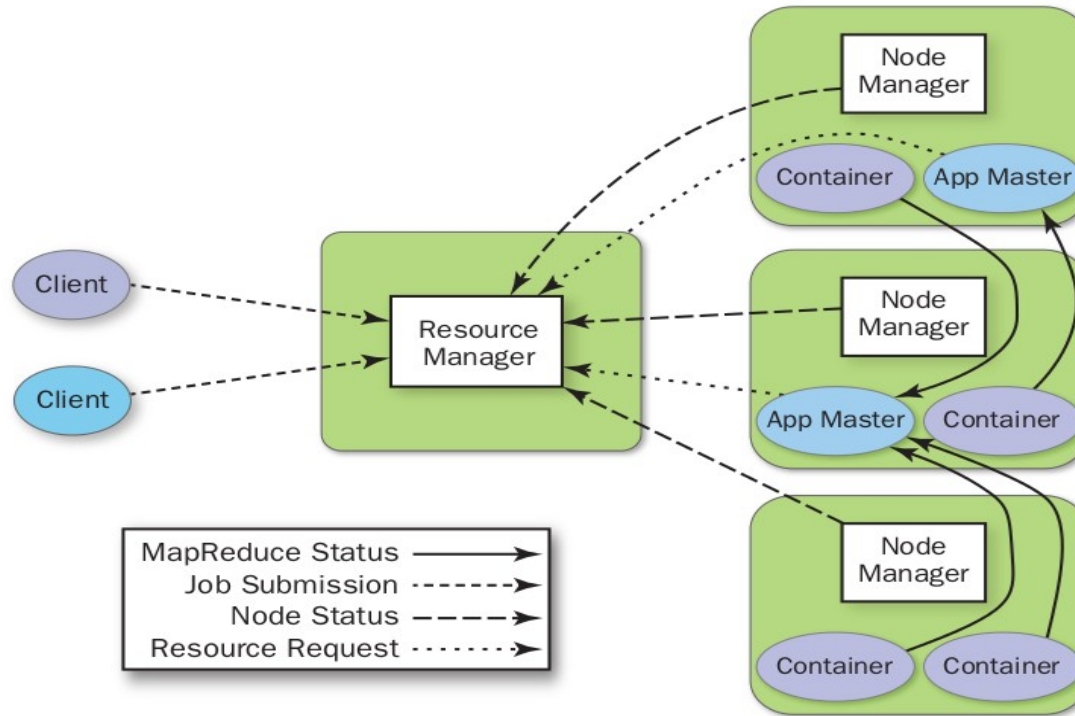 Node
Manager
Container
App Master
Client
Client
Resource
Manager
Node
Manager
App Master
Container
Node
Manager
Container
Container
MapReduce Status
Job Submission
Node Status
Resource Request